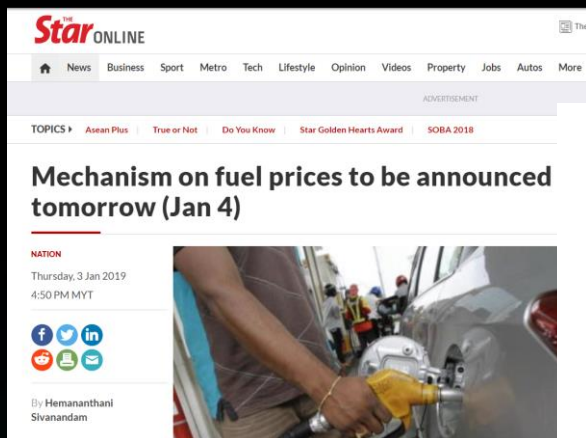 THE
Star ONLINE
The
News Business Sport Metro Tech Lifestyle Opinion Videos Property Jobs Autos More
ADVERTISEMENT
TOPICS Asean Plus True or Not Do You Know Star Golden Hearts Award SOBA 2018
Mechanism on fuel prices to be announced
tomorrow (Jan 4)
NATION
Thursday, 3 Jan 2019
4:50 PM MYT
By Hemananthani
Sivanandam